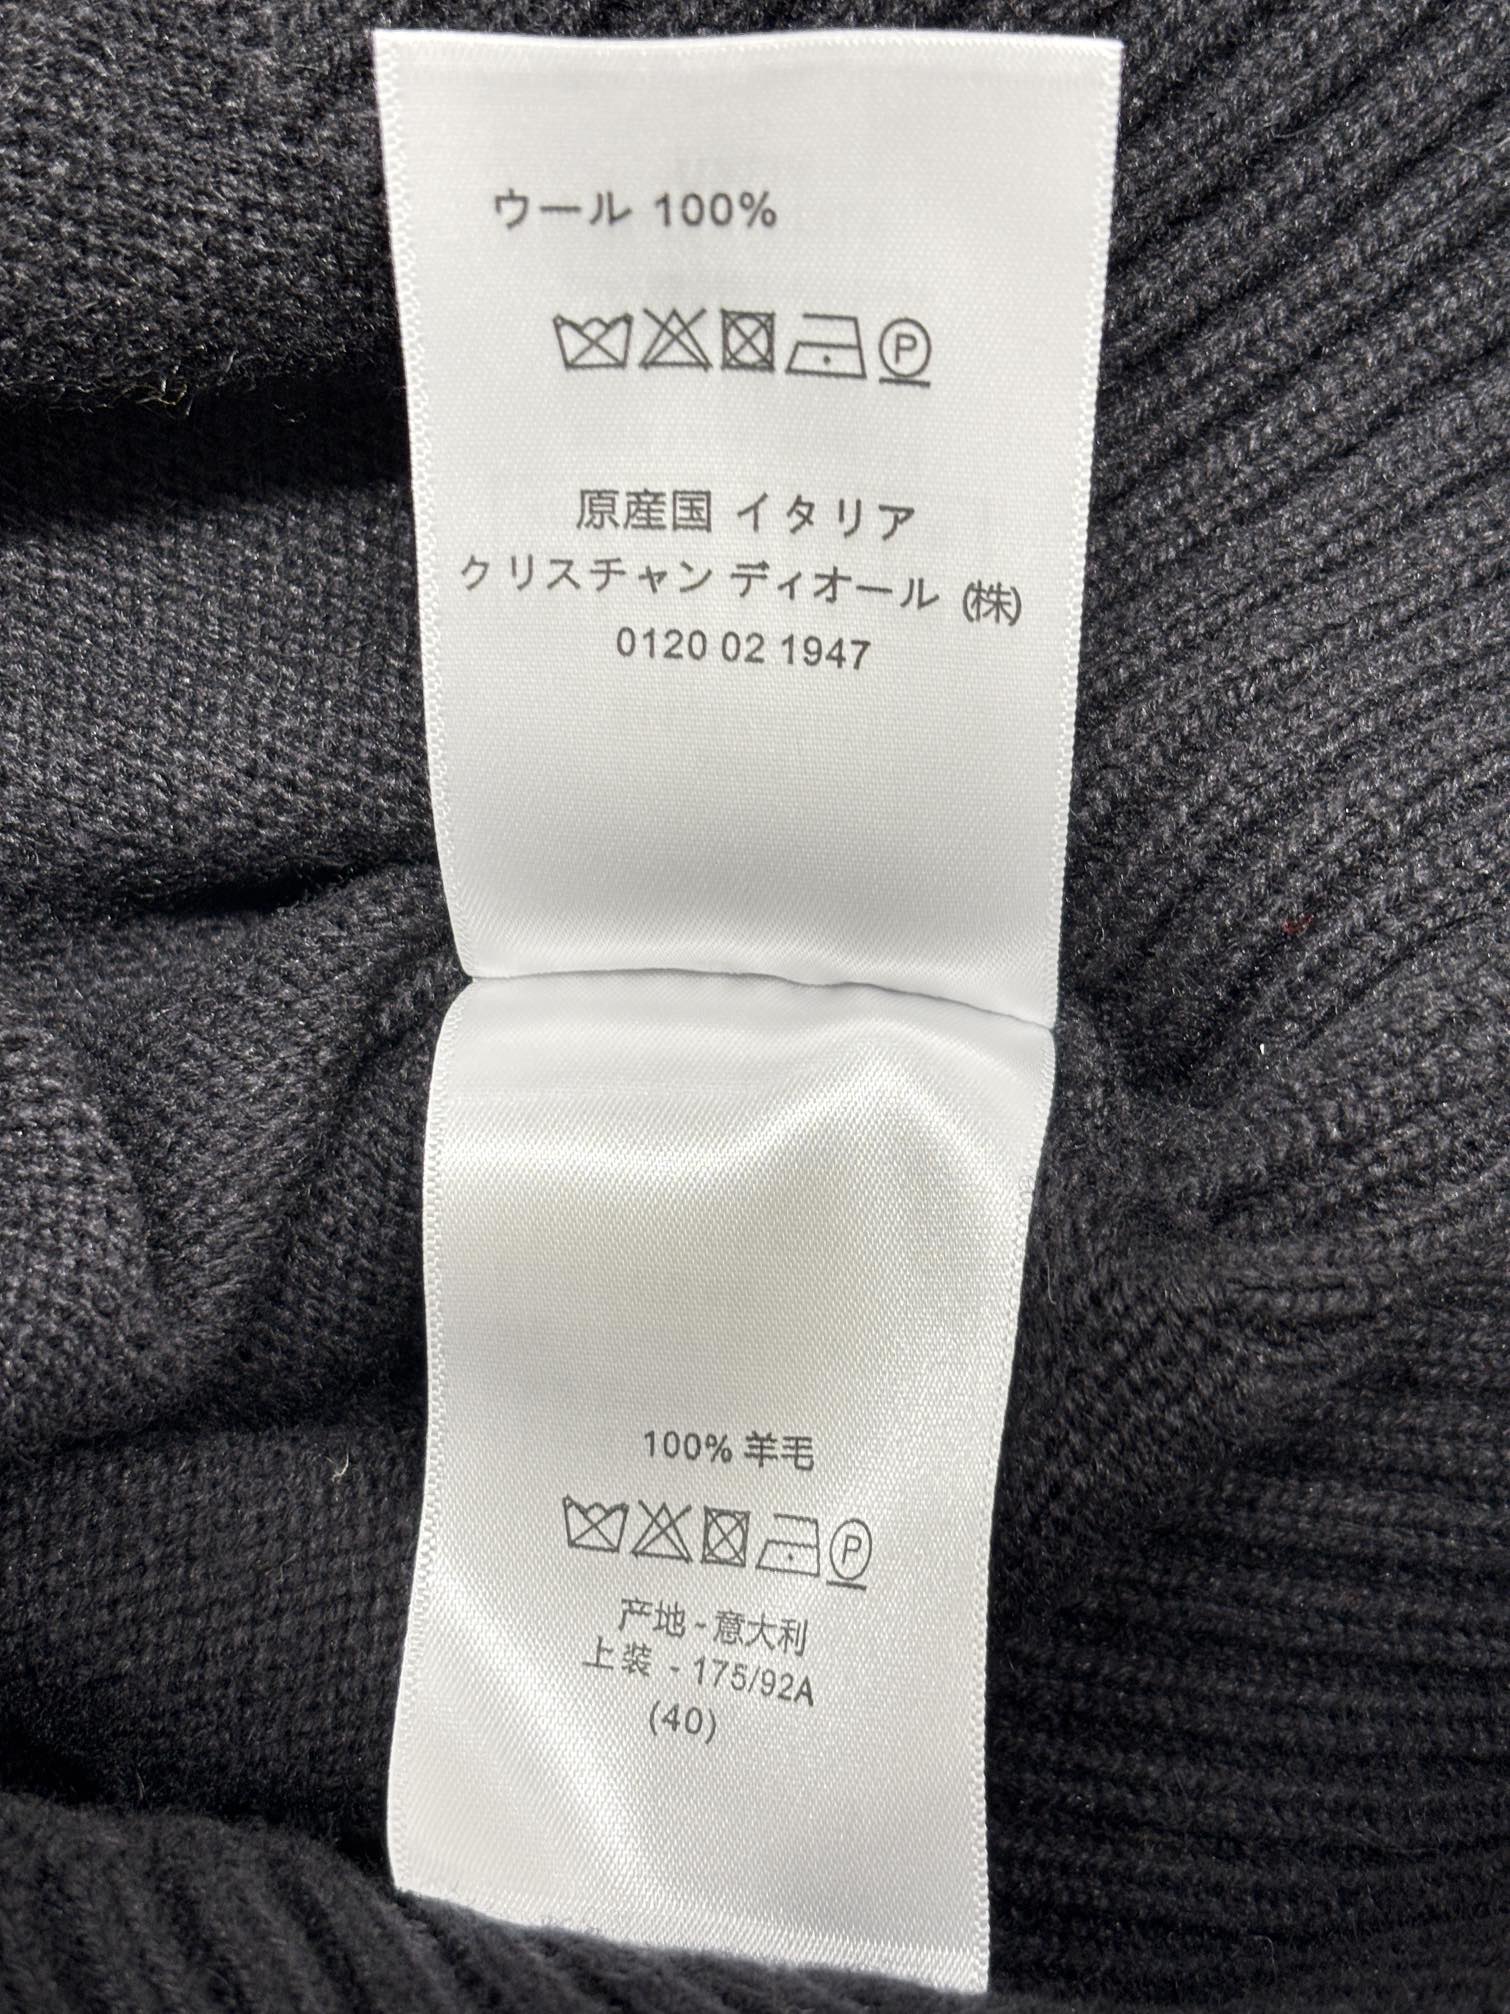 ウール 100%
P
原産国 イタリア
クリスチャン ディオール (株)
0120 02 1947
100% 羊毛
P
产地 - 意大利
上装 - 175/92A
(40)